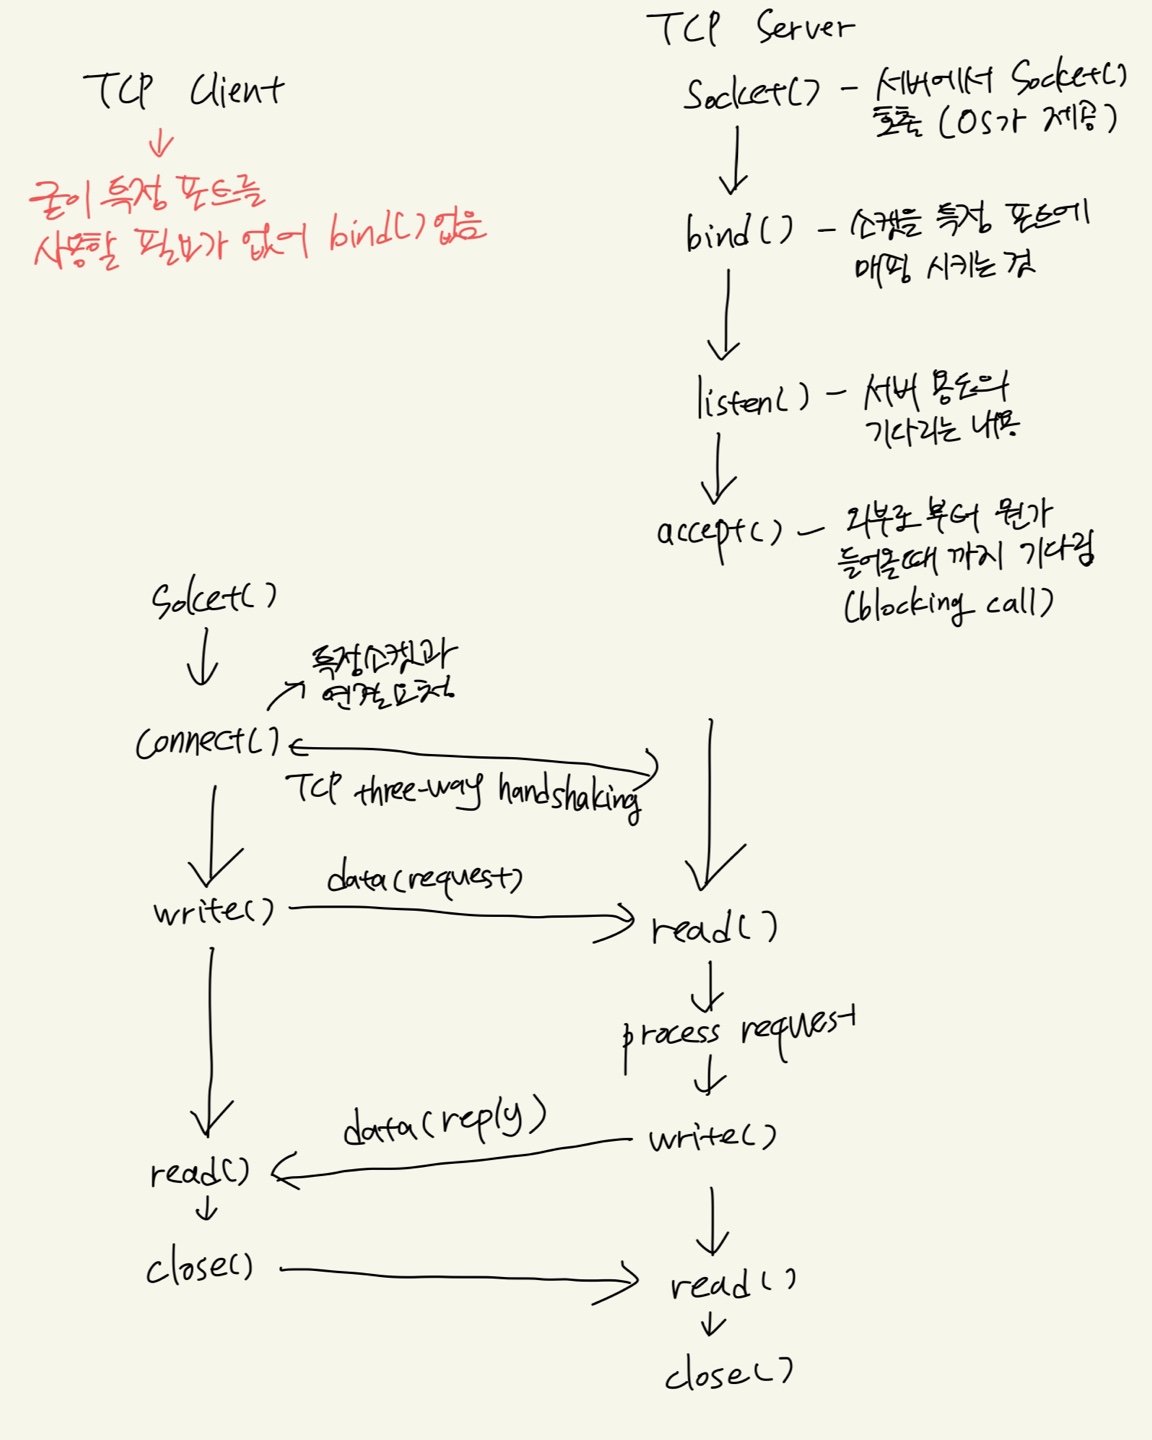 TCP Server
TCP Client
Socket() - 서버에서 Socket()
호출 (OS가 제공)
굳이 특정 포트를
사용할 필요가 없어 bind() 없음
bind() - 소켓을 특정 포트에
매핑 시키는 것
listen() - 서버 용도의
기다리는 내용
accept() - 외부로 부터 뭔가
들어올때 까지 기다림
(blocking call)
Solcet()
특정소켓과
연결요청
Connect()
TCP three-way handshaking
data(request)
write()
read()
process request
data(reply)
write()
read()
close()
read()
close()